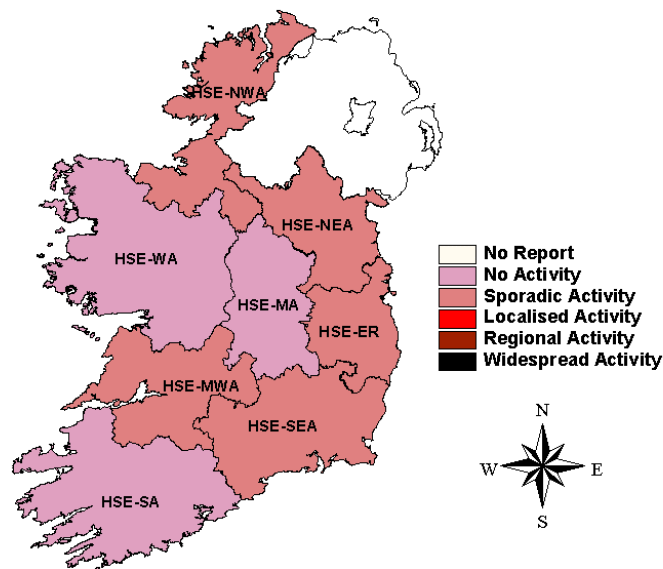 HSE-NWA
HSE-NEA
HSE-WA
HSE-MA
HSE-ER
HSE-MWA
HSE-SEA
HSE-SA
No Report
No Activity
Sporadic Activity
Localised Activity
Regional Activity
Widespread Activity
N
W E
S